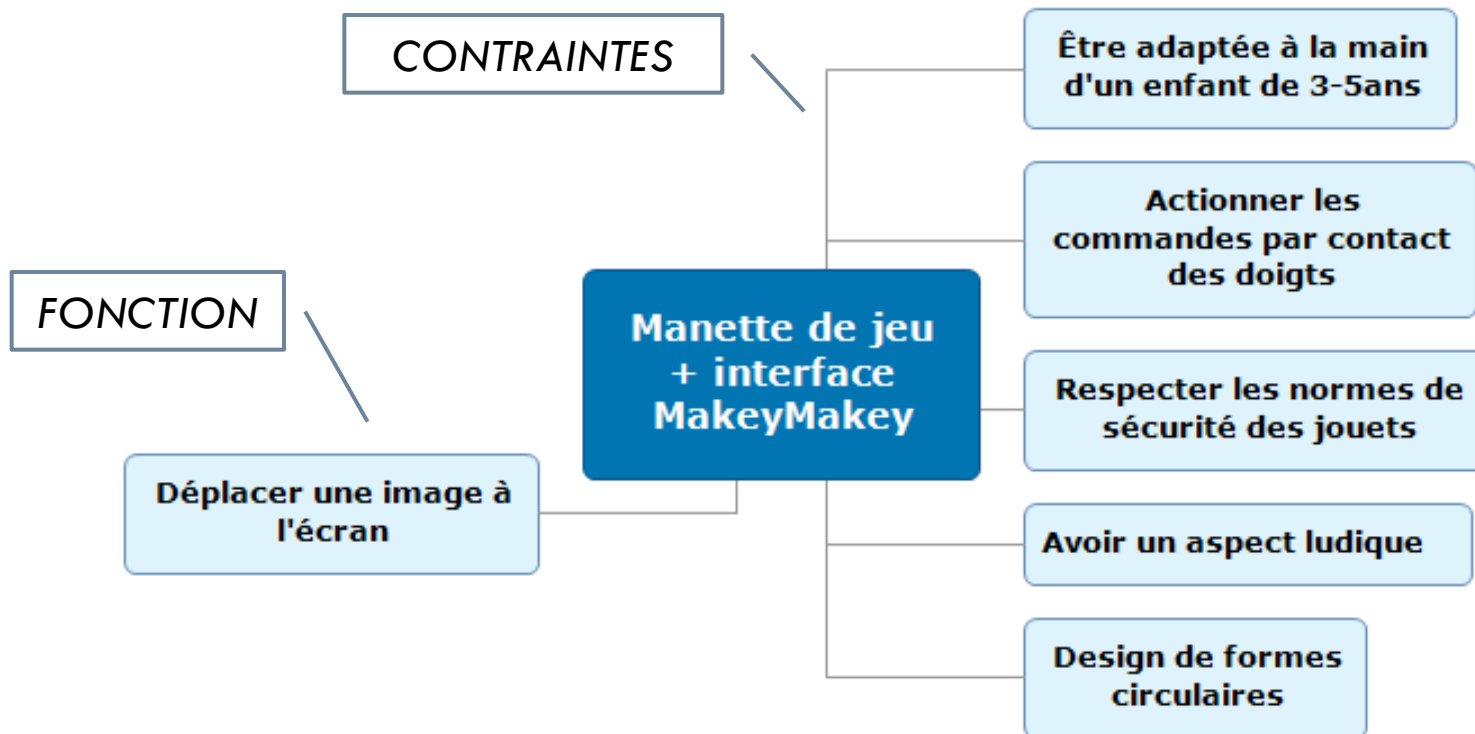 CONTRAINTES
Être adaptée à la main
d'un enfant de 3-5ans
Actionner les
commandes par contact
des doigts
FONCTION
Manette de jeu
+ interface
MakeyMakey
Respecter les normes de
sécurité des jouets
Déplacer une image à
l'écran
Avoir un aspect ludique
Design de formes
circulaires